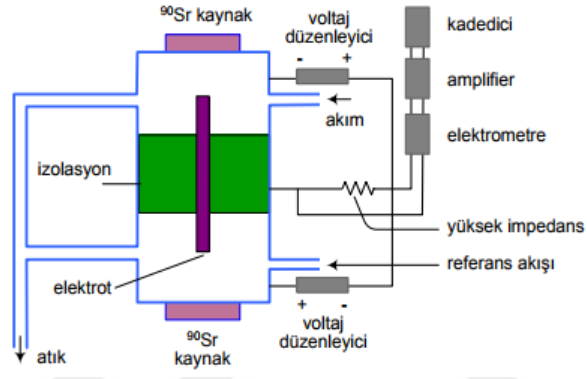 ⁹⁰Sr kaynak
voltaj
düzenleyici
- +
kadedici
amplifier
akım
elektrometre
izolasyon
yüksek impedans
referans akışı
elektrot
+ -
⁹⁰Sr
kaynak
voltaj
düzenleyici
atık